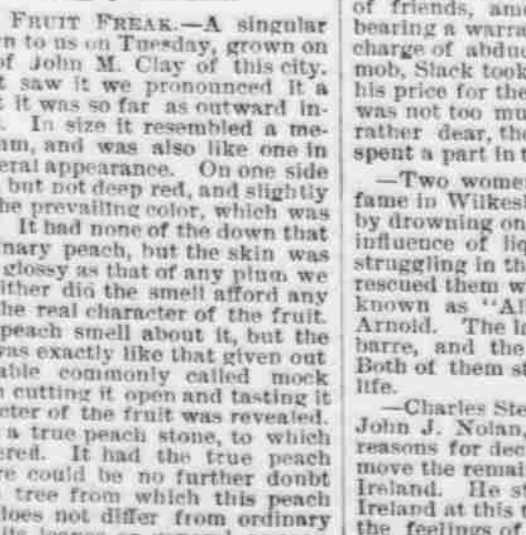 FRUIT FREAK.—A singular
n to us on Tuesday, grown on
of John M. Clay of this city.
t saw it we pronounced it a
t it was so far as outward in-
. In size it resembled a me-
um, and was also like one in
eral appearance. On one side
, but not deep red, and slightly
he prevailing color, which was
It had none of the down that
nary peach, but the skin was
glossy as that of any plum we
either did the smell afford any
he real character of the fruit.
peach smell about it, but the
was exactly like that given out
able commonly called mock
n cutting it open and tasting it
cter of the fruit was revealed.
a true peach stone, to which
ered. It had the true peach
re could be no further doubt
tree from which this peach
does not differ from ordinary
of friends, am
bearing a warra
charge of abdu
mob, Slack took
his price for the
was not too mu
rather dear, the
spent a part in t
—Two wome
fame in Wilkes
by drowning on
influence of liq
struggling in th
rescued them w
known as "Al
Arnold. The l
barre, and the
Both of them st
life.
—Charles Ste
John J. Nolan,
reasons for dec
move the remai
Ireland. He st
Ireland at this t
the feelings of